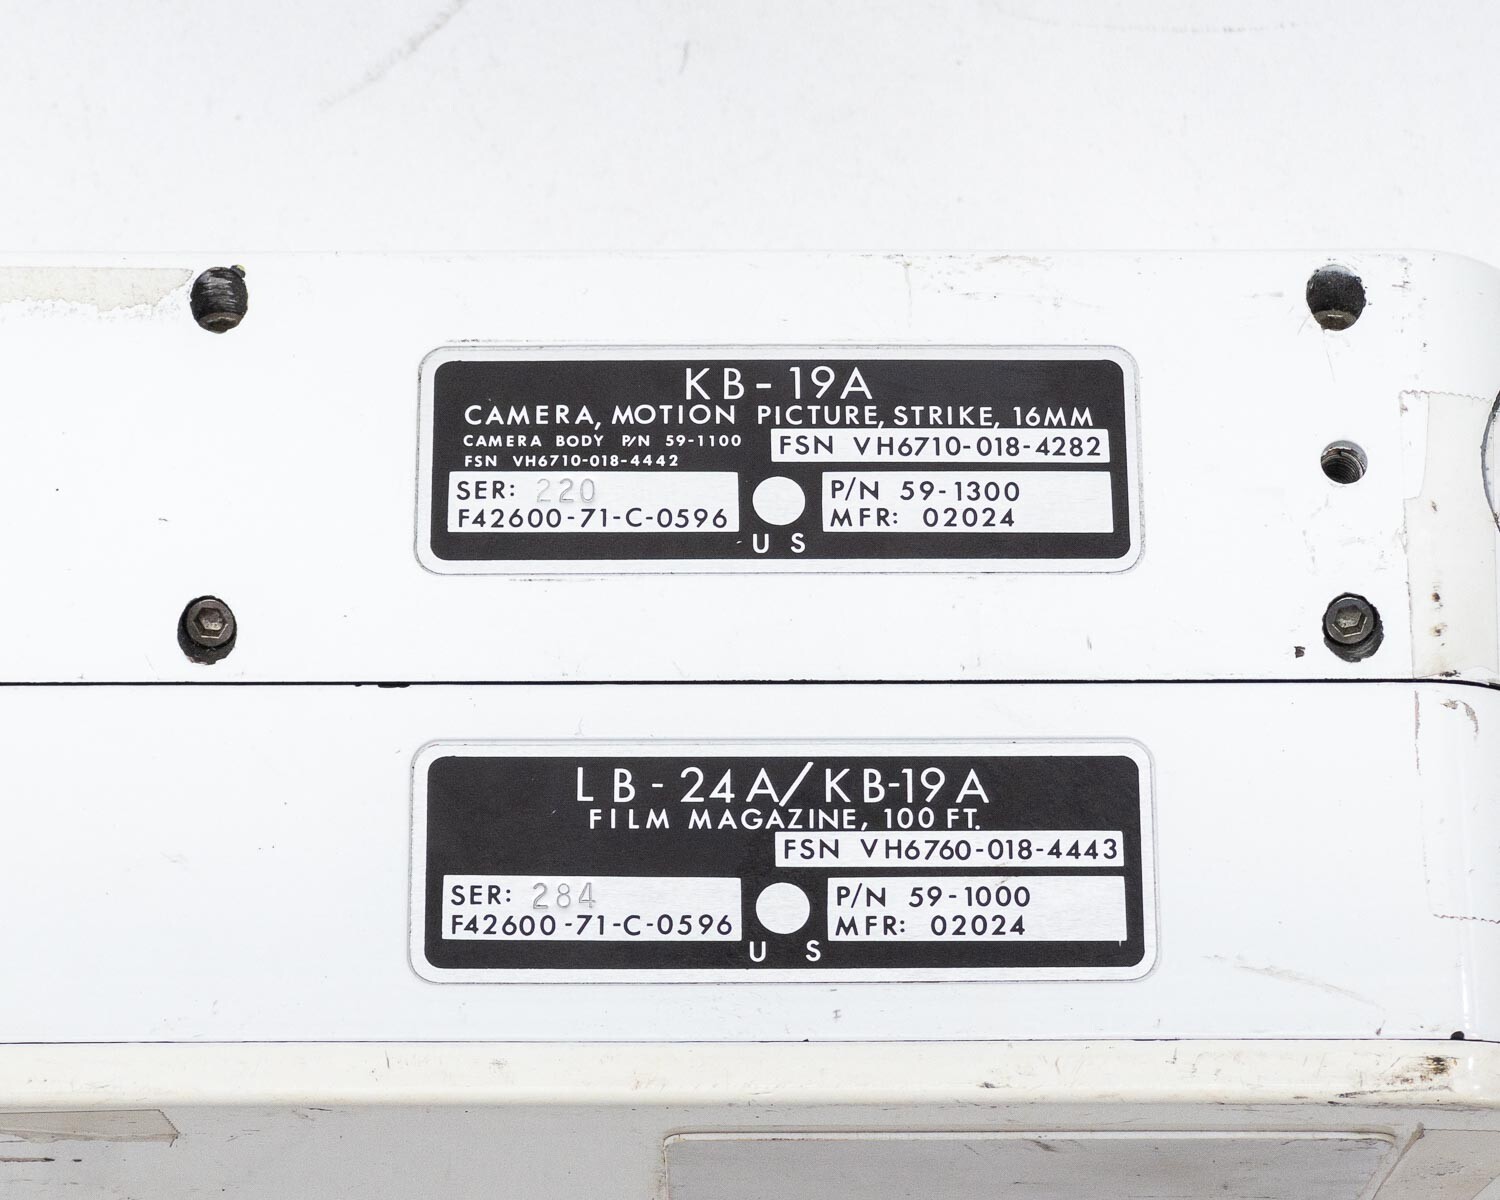 KB-19A
CAMERA, MOTION PICTURE, STRIKE, 16MM
CAMERA BODY P/N 59-1100
FSN VH6710-018-4282
FSN VH6710-018-4442
SER: 220
P/N 59-1300
F42600-71-C-0596
MFR: 02024
U S
LB-24A/KB-19A
FILM MAGAZINE, 100 FT.
FSN VH6760-018-4443
SER: 284
P/N 59-1000
F42600-71-C-0596
MFR: 02024
U S